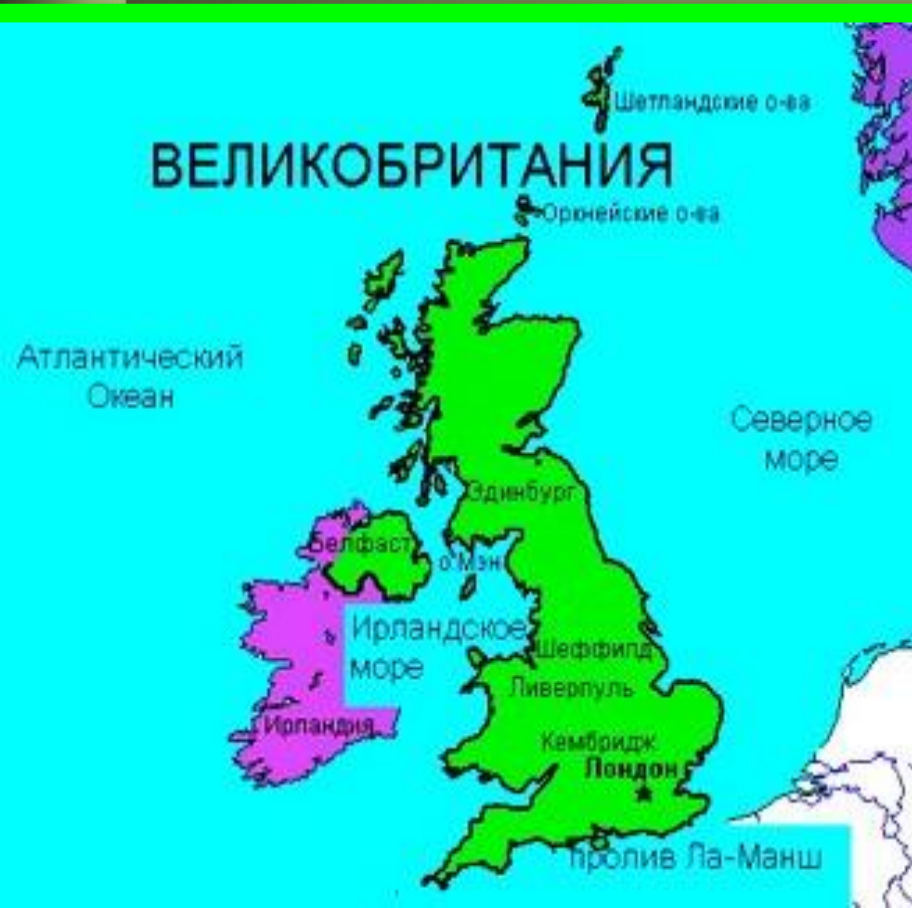 Шетландские о-ва
ВЕЛИКОБРИТАНИЯ
Оркнейские о-ва
Атлантический
Океан
Северное
море
Эдинбург
Белфаст
о.Мэн
Ирландское
море
Шеффилд
Ливерпуль
Ирландия
Кембридж
Лондон
пролив Ла-Манш